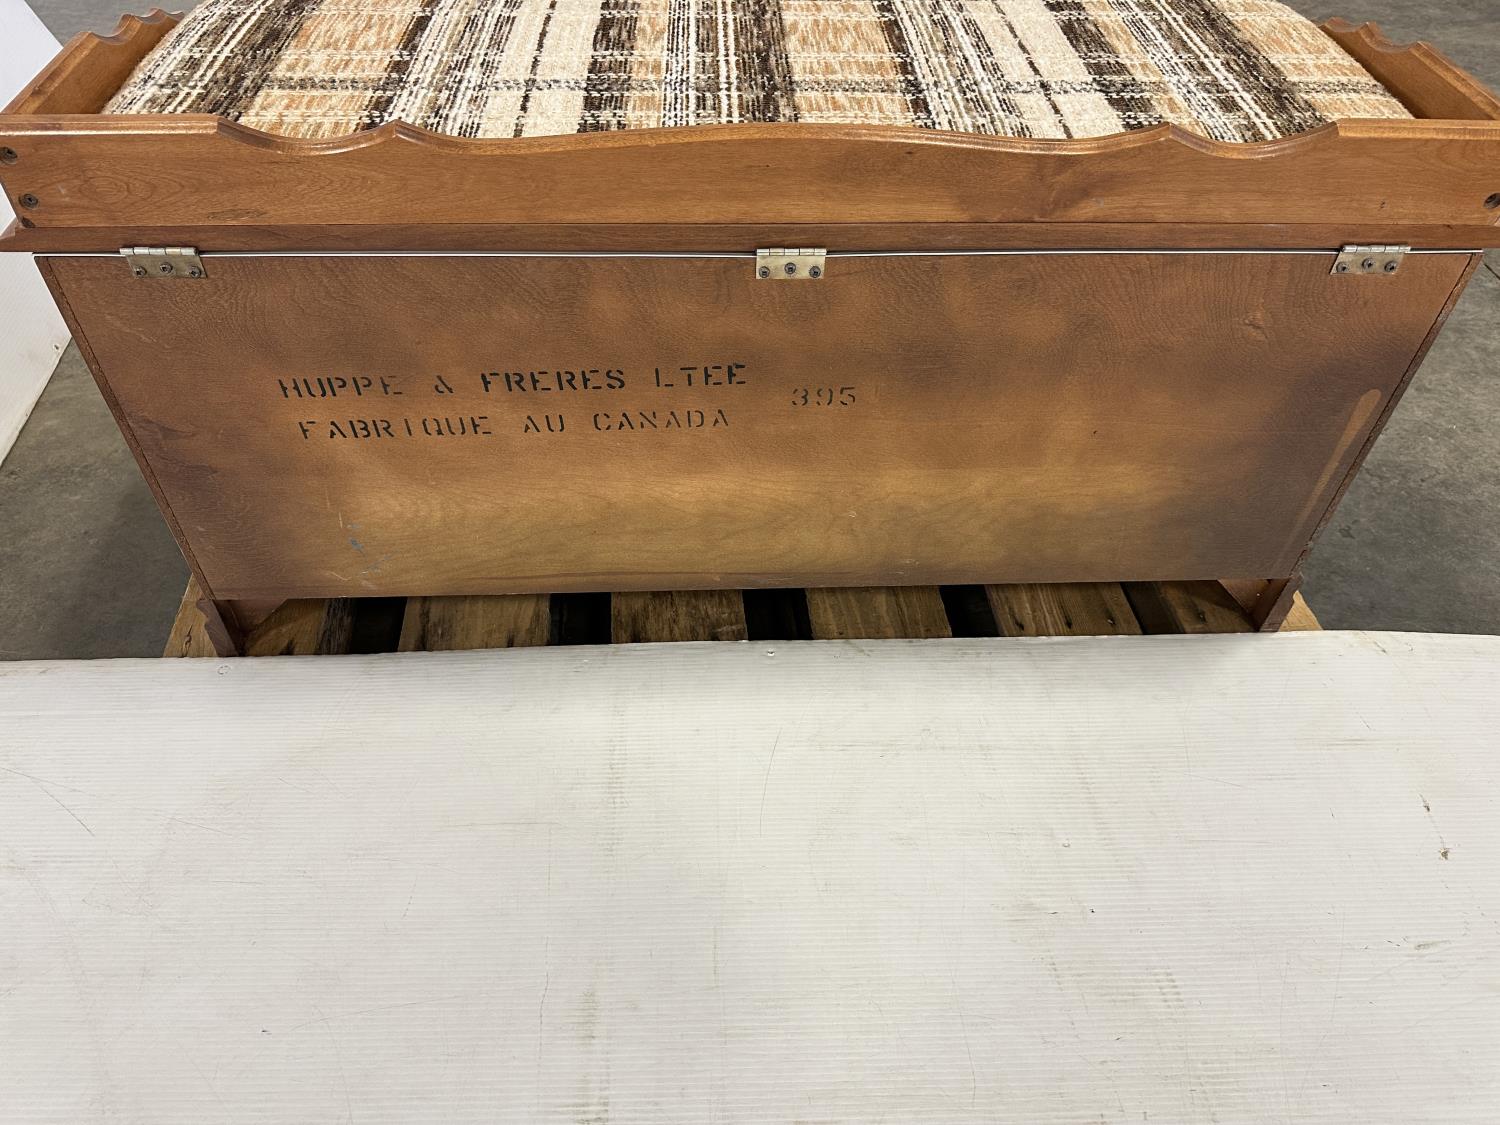 HUPPE & FRERES LTEE 395
FABRIQUE AU CANADA